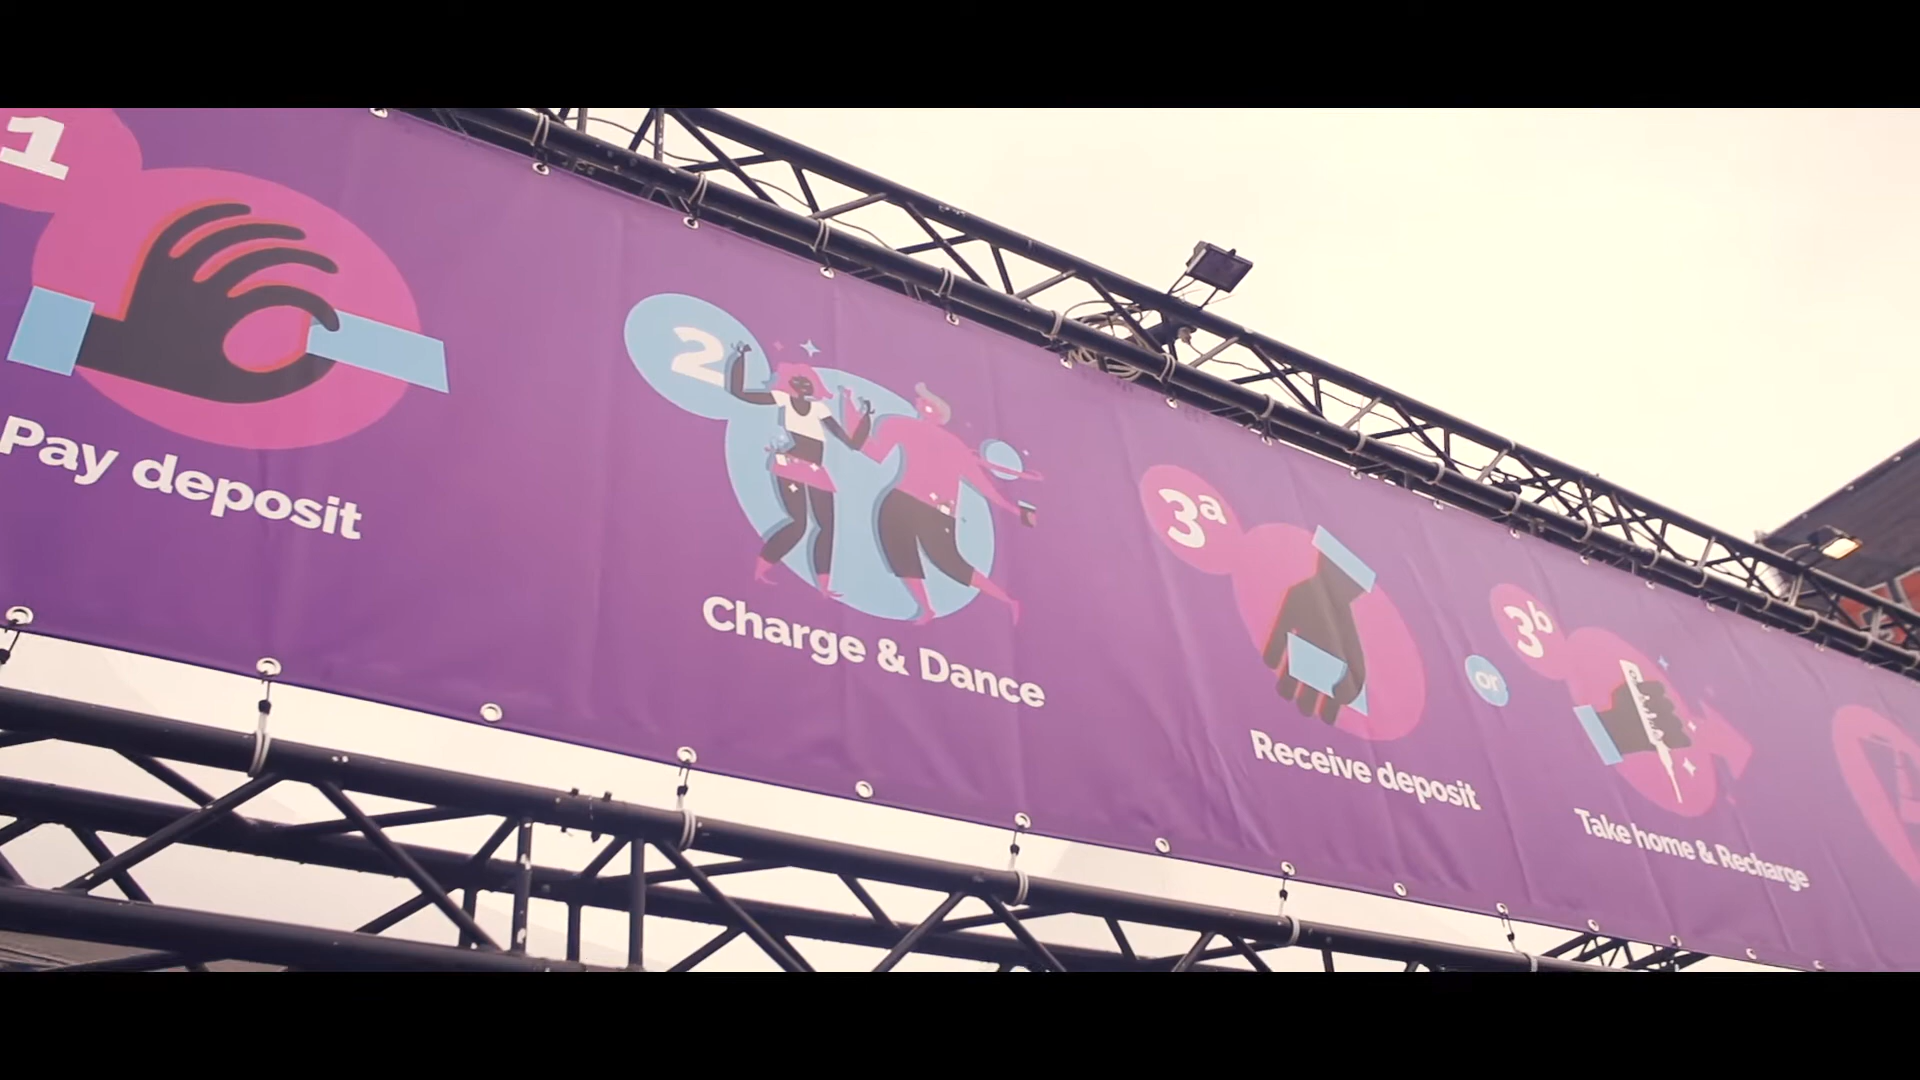 1
Pay deposit
2
Charge & Dance
3a
Receive deposit
or
3b
Take home & Recharge